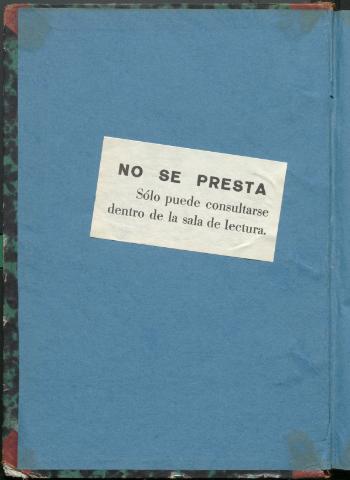 NO SE PRESTA
Sólo puede consultarse
dentro de la sala de lectura.